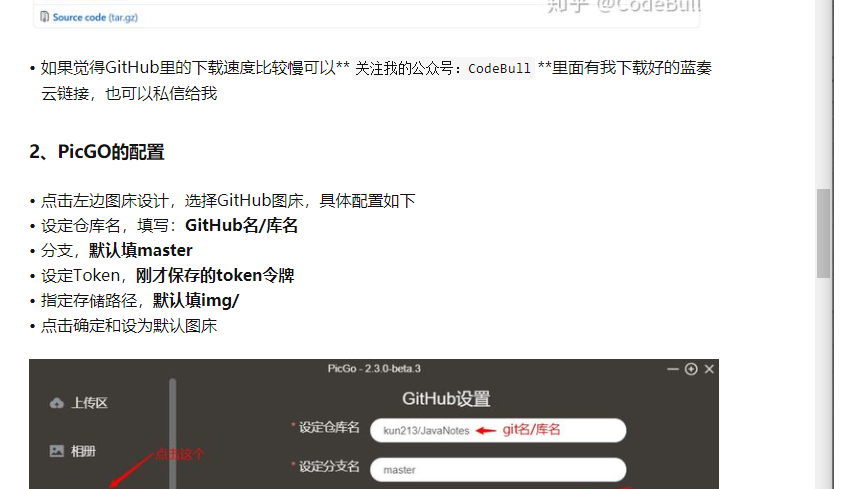 知乎 @CodeBull
Source code (tar.gz)
• 如果觉得GitHub里的下载速度比较慢可以** 关注我的公众号：CodeBull **里面有我下载好的蓝奏
云链接，也可以私信给我
2、PicGO的配置
• 点击左边图床设计，选择GitHub图床，具体配置如下
• 设定仓库名，填写：GitHub名/库名
• 分支，默认填master
• 设定Token，刚才保存的token令牌
• 指定存储路径，默认填img/
• 点击确定和设为默认图床
PicGo - 2.3.0-beta.3
上传区
GitHub设置
* 设定仓库名 kun213/JavaNotes git名/库名
相册
点击这个
* 设定分支名 master